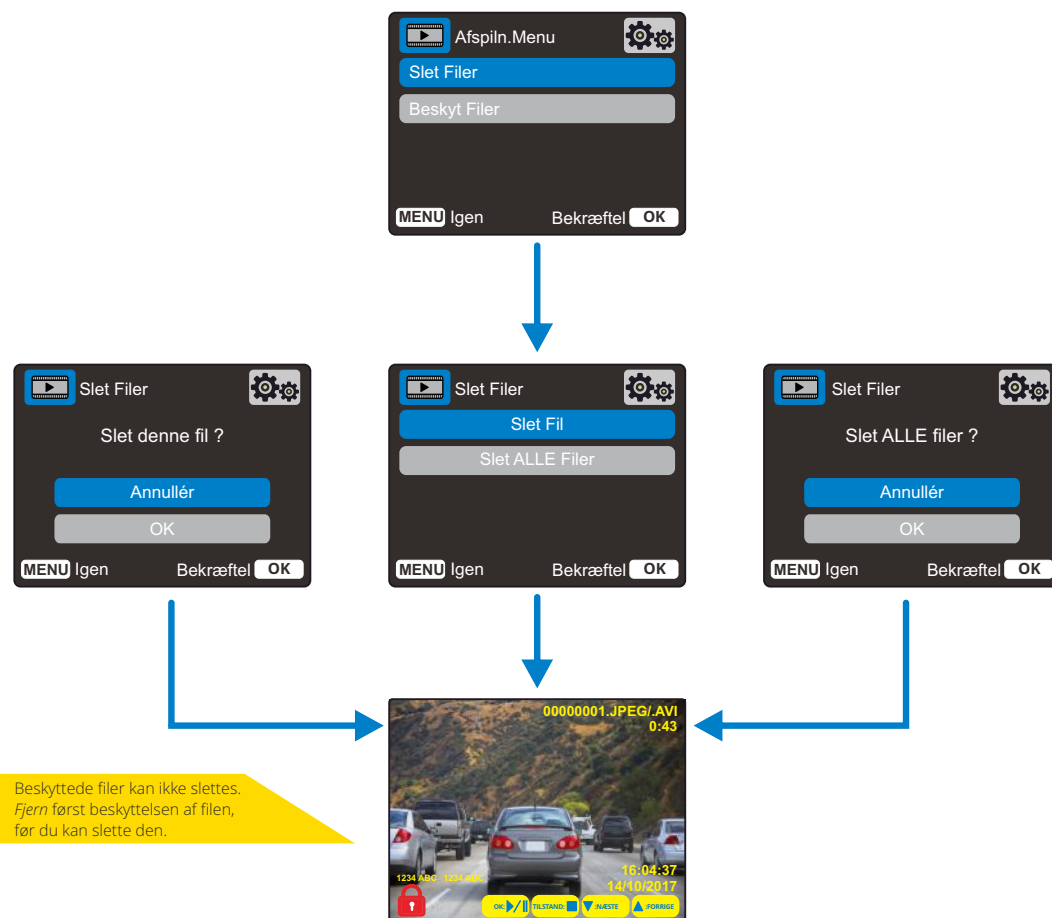 Afspiln.Menu
Slet Filer
Beskyt Filer
MENU Igen Bekræftel OK
Slet Filer
Slet denne fil ?
Annullér
OK
MENU Igen Bekræftel OK
Slet Filer
Slet Fil
Slet ALLE Filer
MENU Igen Bekræftel OK
Slet Filer
Slet ALLE filer ?
Annullér
OK
MENU Igen Bekræftel OK
Beskyttede filer kan ikke slettes.
Fjern først beskyttelsen af filen,
før du kan slette den.
00000001.JPEG/.AVI
0:43
16:04:37
1234 ABC 1234 ABC
14/10/2017
OK: TILSTAND: :NÆSTE :FORRIGE